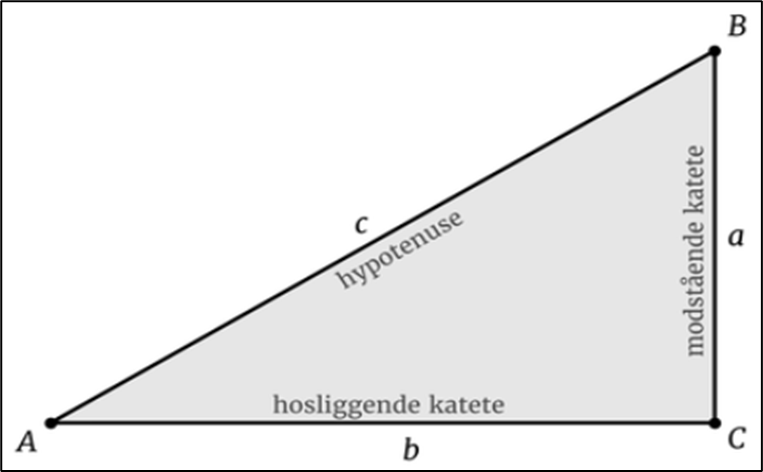 B
c
hypotenuse
modstående katete
a
hosliggende katete
A
b
C